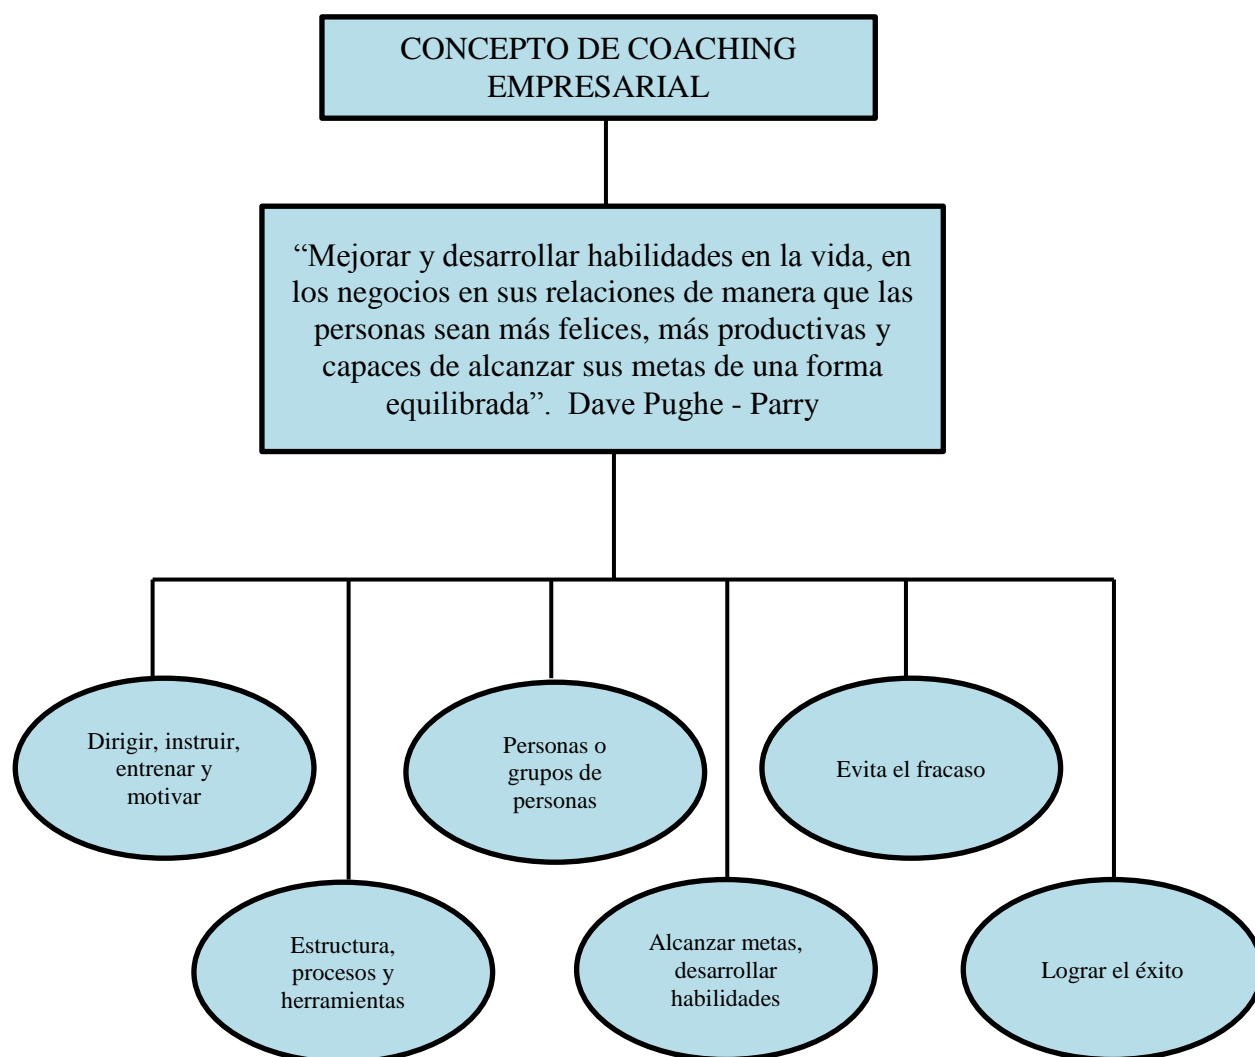 CONCEPTO DE COACHING
EMPRESARIAL
“Mejorar y desarrollar habilidades en la vida, en
los negocios en sus relaciones de manera que las
personas sean más felices, más productivas y
capaces de alcanzar sus metas de una forma
equilibrada”.  Dave Pughe - Parry
Dirigir, instruir,
entrenar y
motivar
Personas o
grupos de
personas
Evita el fracaso
Estructura,
procesos y
herramientas
Alcanzar metas,
desarrollar
habilidades
Lograr el éxito